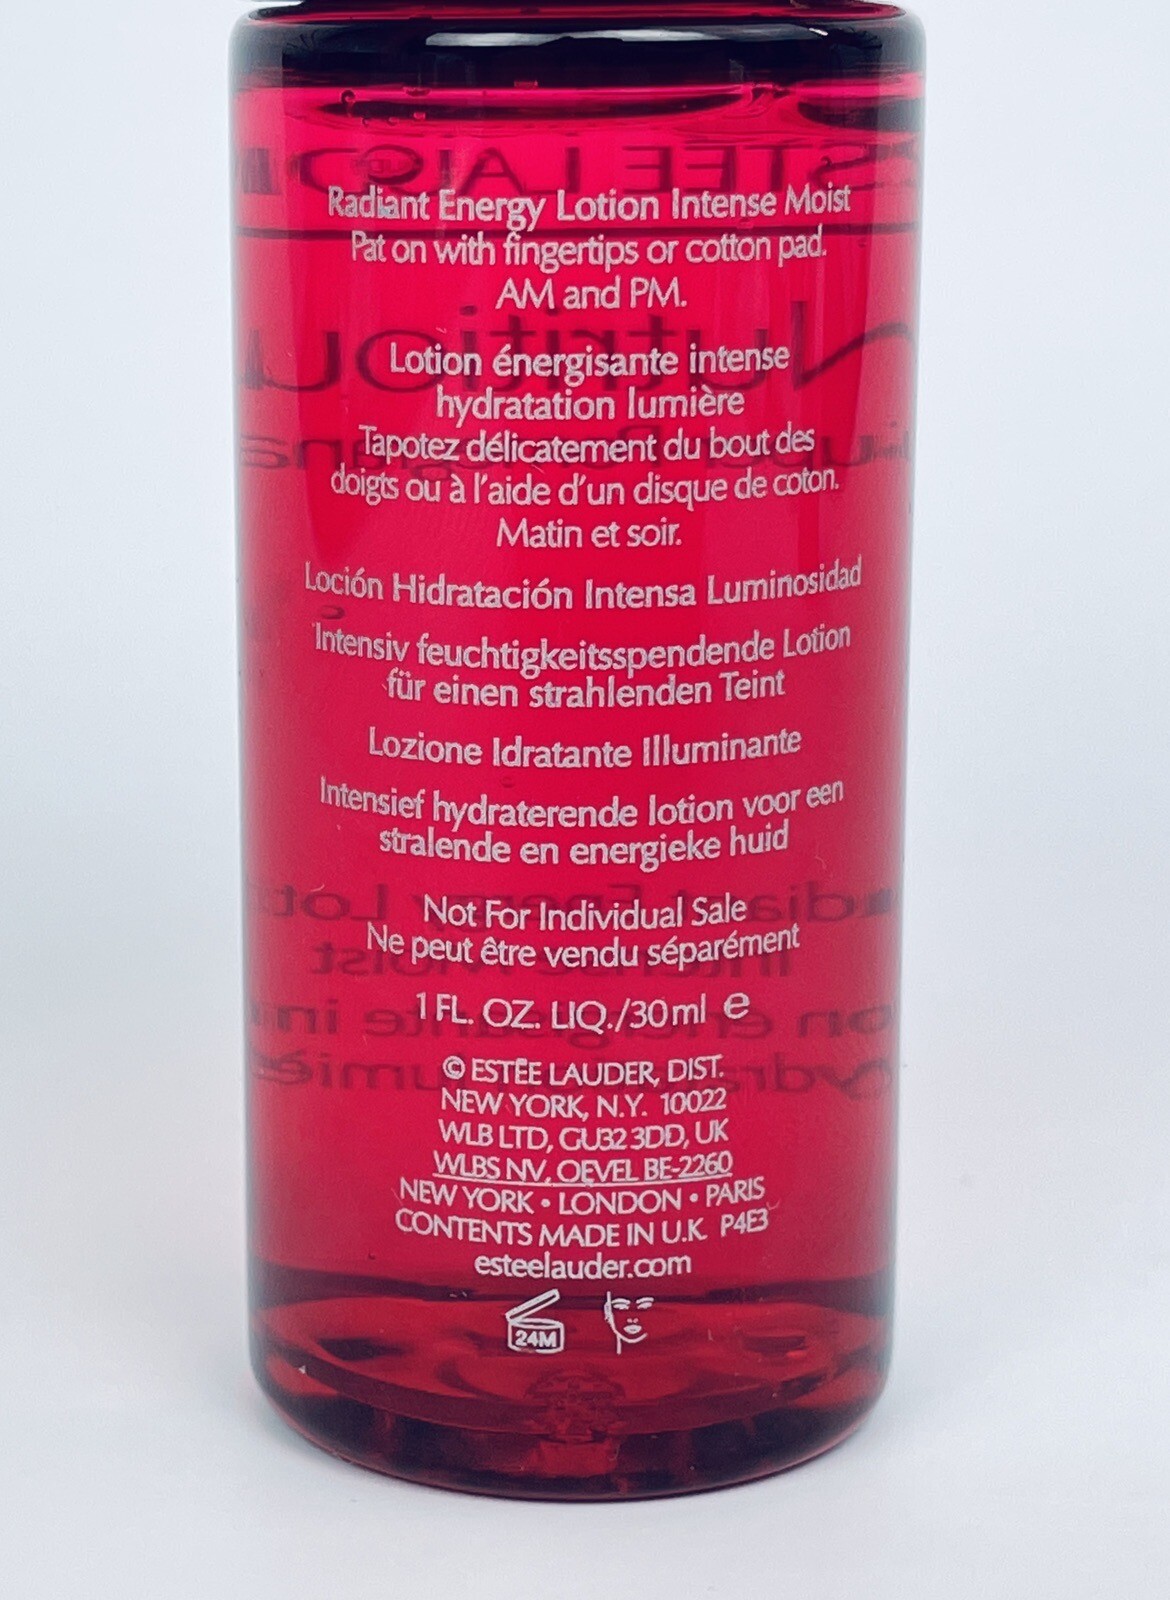 Radiant Energy Lotion Intense Moist
Pat on with fingertips or cotton pad.
AM and PM.
Lotion énergisante intense
hydratation lumière
Tapotez délicatement du bout des
doigts ou à l'aide d'un disque de coton.
Matin et soir.
Loción Hidratación Intensa Luminosidad
Intensiv feuchtigkeitsspendende Lotion
für einen strahlenden Teint
Lozione Idratante Illuminante
Intensief hydraterende lotion voor een
stralende en energieke huid
Not For Individual Sale
Ne peut être vendu séparément
1 FL. OZ. LIQ./30ml e
© ESTĒE LAUDER, DIST.
NEW YORK, N.Y. 10022
WLB LTD, GU32 3DD, UK
WLBS NV, OEVEL BE-2260
NEW YORK • LONDON • PARIS
CONTENTS MADE IN U.K P4E3
esteelauder.com
24M